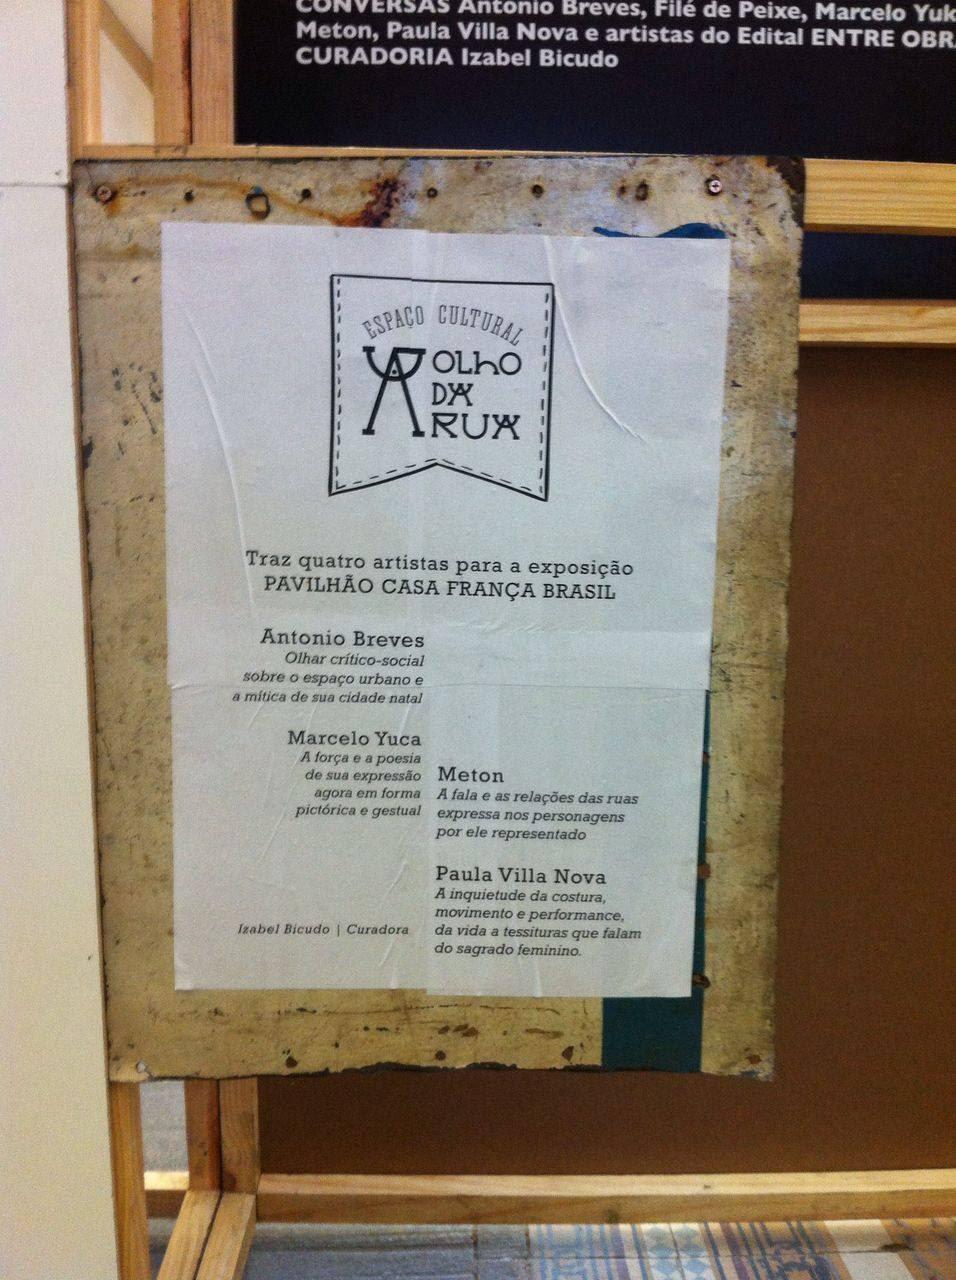 CONVERSAS Antonio Breves, Filé de Peixe, Marcelo
Meton, Paula Villa Nova e artistas do Edital ENTRE
CURADORIA Izabel Bicudo
ESPAÇO CULTURAL
OLHO
DA
RUA
Traz quatro artistas para a exposição
PAVILHÃO CASA FRANÇA BRASIL
Antonio Breves
Olhar crítico-social
sobre o espaço urbano e
a mítica de sua cidade natal
Marcelo Yuca
A força e a poesia
de sua expressão
agora em forma
pictórica e gestual
Meton
A fala e as relações das ruas
expressa nos personagens
por ele representado
Paula Villa Nova
A inquietude da costura,
movimento e performance,
da vida a tessituras que falam
do sagrado feminino.
Izabel Bicudo | Curadora